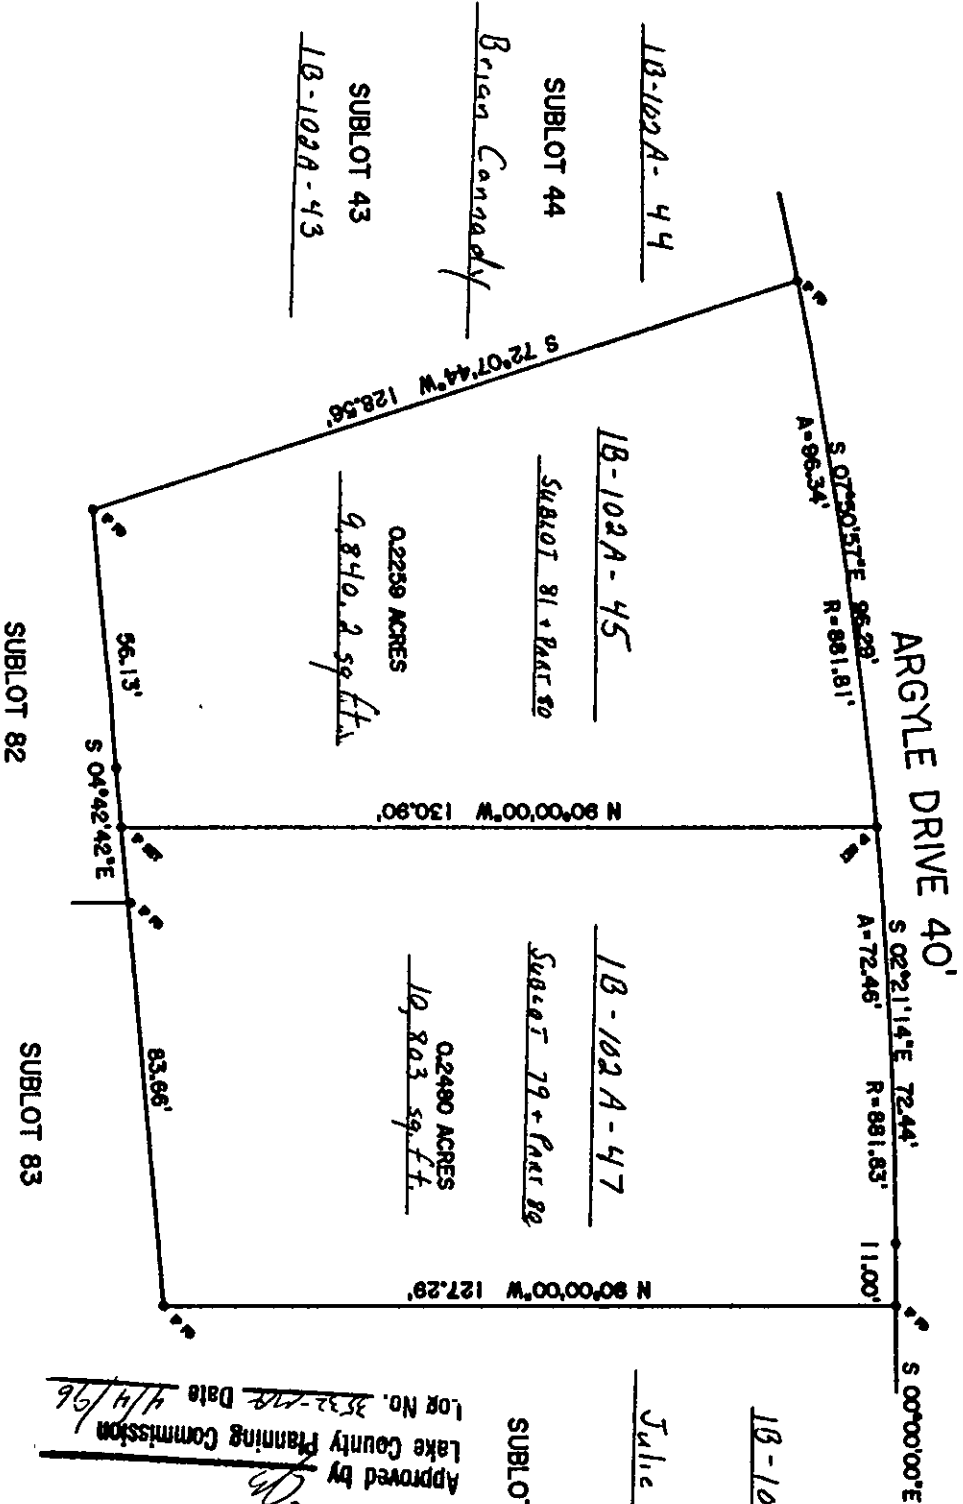 ARGYLE DRIVE 40'
S 00°00'00"E
S 07°50'57"E 96.29'
A=96.34' R=881.81'
S 02°21'14"E 72.44'
A=72.46' R=881.83'
11.00'
1B-102A-44
SUBLOT 44
Brian Cannady
SUBLOT 43
1B-102A-43
S 72°07'44"W 128.56'
1B-102A-45
SUBLOT 81 + PART 80
0.2259 ACRES
9,840.2 sq. ft.
N 90°00'00"W 130.90'
1B-102A-47
SUBLOT 79 + PART 80
0.2480 ACRES
10,803 sq. ft.
N 90°00'00"W 127.29'
56.13'
S 04°42'42"E
83.66'
SUBLOT 82
SUBLOT 83
1B-10
Julie
SUBLO
Approved by
Lake County Planning Commission
Log No. Date 4/4/96